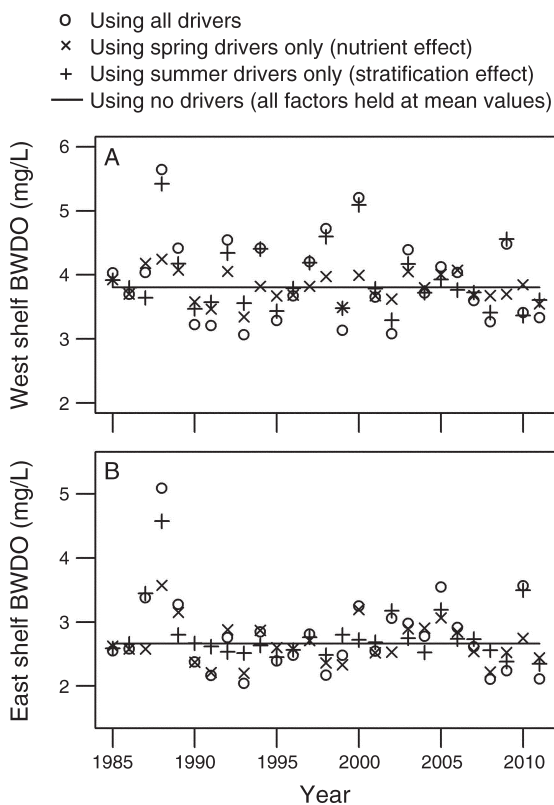 Using all drivers
Using spring drivers only (nutrient effect)
Using summer drivers only (stratification effect)
Using no drivers (all factors held at mean values)
A
West shelf BWDO (mg/L)
6
5
4
3
2
B
East shelf BWDO (mg/L)
5
4
3
2
1985 1990 1995 2000 2005 2010
Year